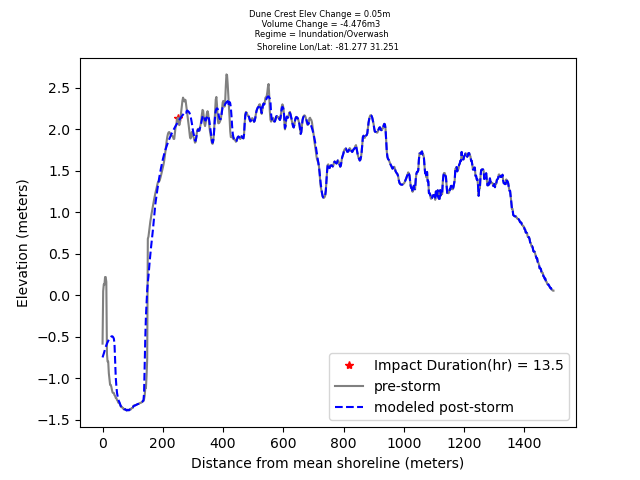 Dune Crest Elev Change = 0.05m
Volume Change = -4.476m3
Regime = Inundation/Overwash
Shoreline Lon/Lat: -81.277 31.251
Elevation (meters)
2.5
2.0
1.5
1.0
0.5
0.0
−0.5
−1.0
−1.5
Impact Duration(hr) = 13.5
pre-storm
modeled post-storm
0 200 400 600 800 1000 1200 1400
Distance from mean shoreline (meters)